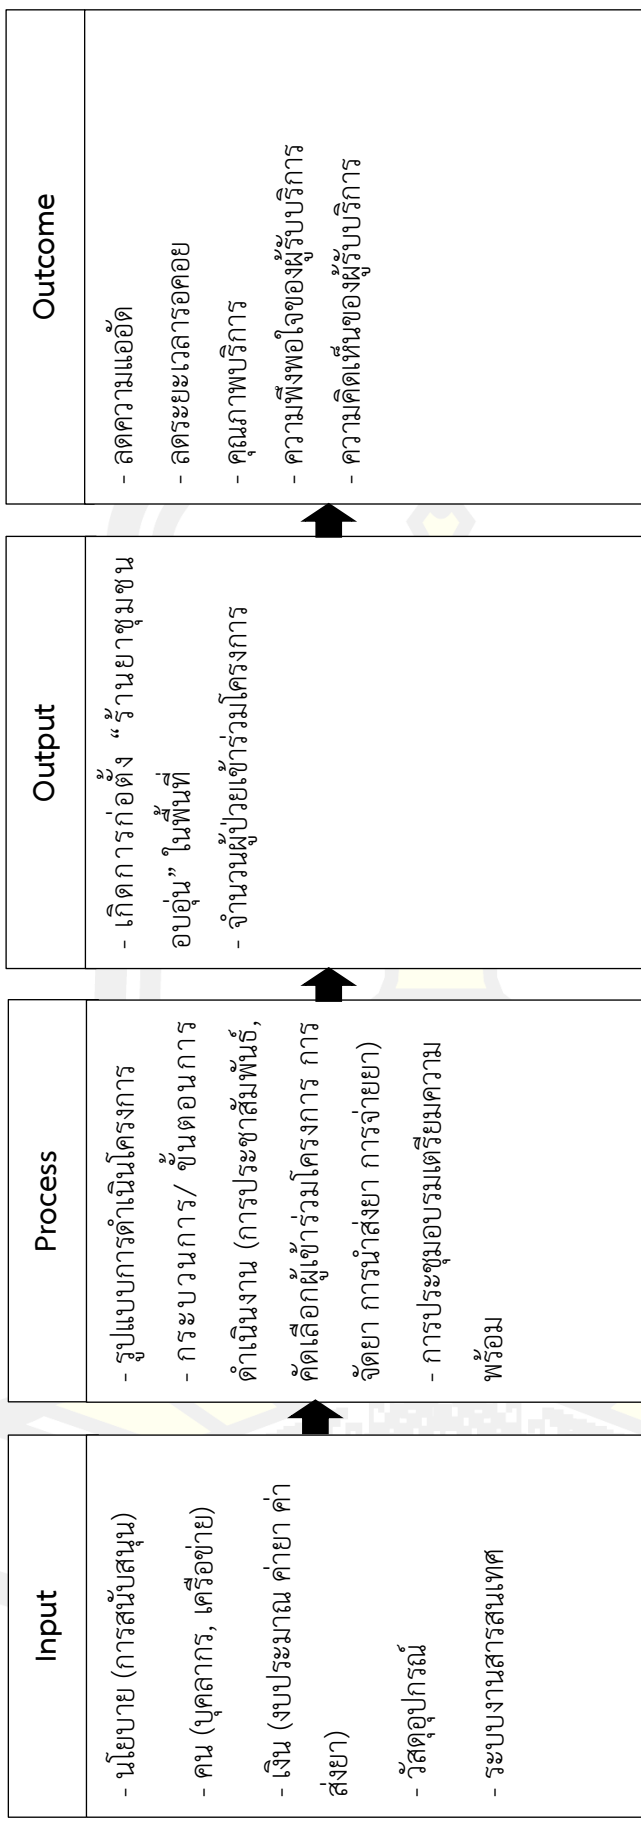 Input
- นโยบาย (การสนับสนุน)
- คน (บุคลากร, เครือข่าย)
- เงิน (งบประมาณ ค่ายา ค่า
ส่งยา)
- วัสดุอุปกรณ์
- ระบบงานสารสนเทศ
Process
- รูปแบบการดำเนินโครงการ
- กระบวนการ/ ขั้นตอนการ
ดำเนินงาน (การประชาสัมพันธ์,
คัดเลือกผู้เข้าร่วมโครงการ การ
จัดยา การนำส่งยา การจ่ายยา)
- การประชุมอบรมเตรียมความ
พร้อม
Output
- เกิดการก่อตั้ง “ร้านยาชุมชน
อบอุ่น” ในพื้นที่
- จำนวนผู้ป่วยเข้าร่วมโครงการ
Outcome
- ลดความแออัด
- ลดระยะเวลารอคอย
- คุณภาพบริการ
- ความพึงพอใจของผู้รับบริการ
- ความคิดเห็นของผู้รับบริการ